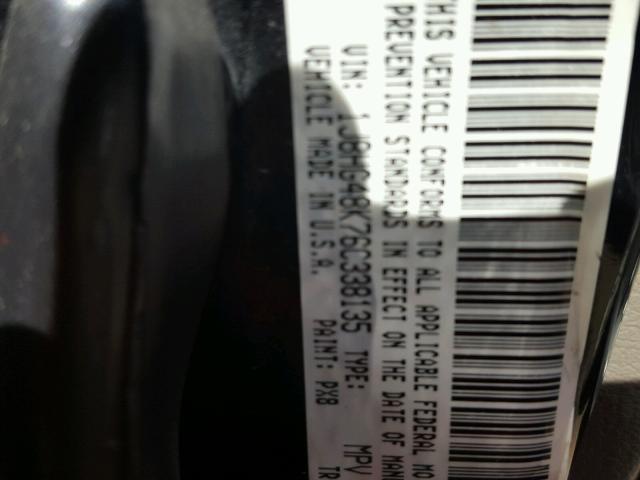 THIS VEHICLE CONFORMS TO ALL APPLICABLE FEDERAL MO
PREVENTION STANDARDS IN EFFECT ON THE DATE OF MAN
VIN: 1J8HG48K76C338135 TYPE: MPV
VEHICLE MADE IN U.S.A. PAINT: PX8 TR